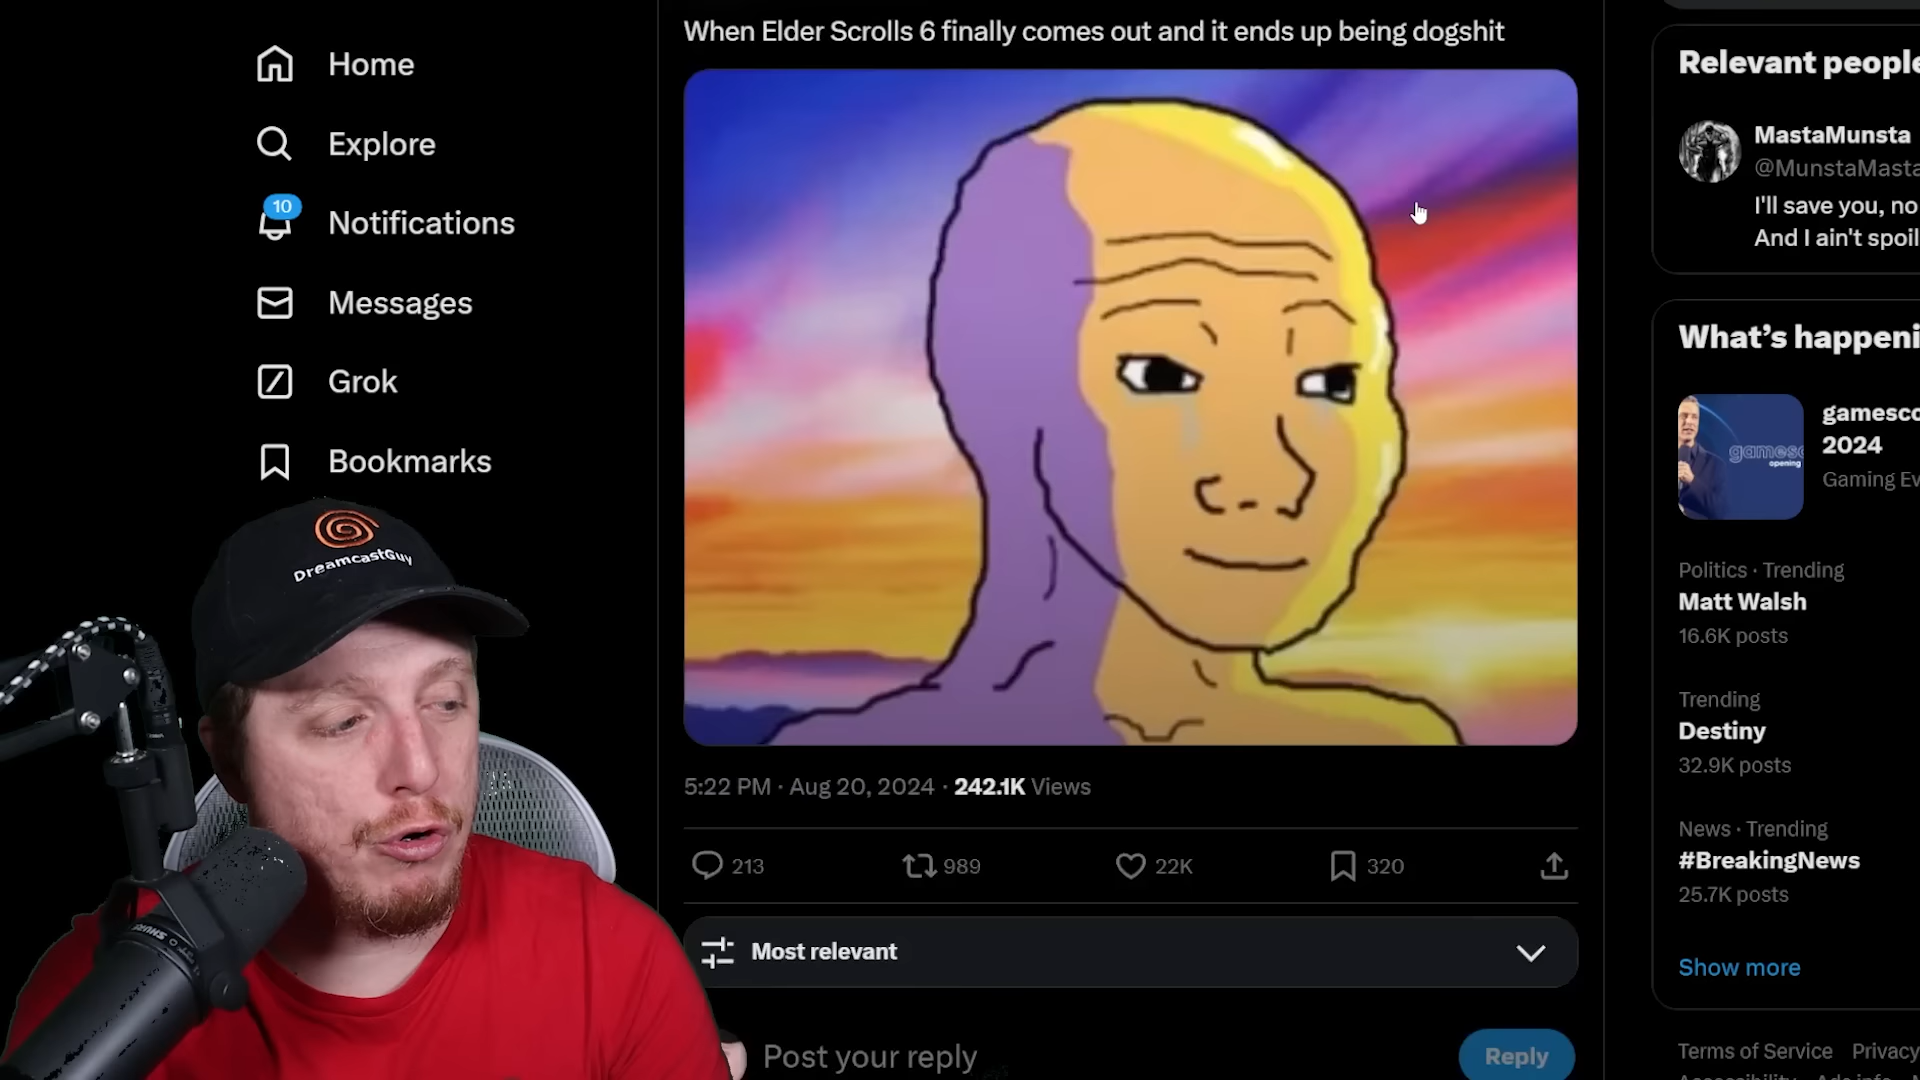 When Elder Scrolls 6 finally comes out and it ends up being dogshit
Home
Explore
10
Notifications
Messages
Grok
Bookmarks
DreamcastGuy
SHURE
5:22 PM · Aug 20, 2024 · 242.1K Views
213
989
22K
320
Most relevant
Post your reply
Reply
Relevant people
MastaMunsta
@MunstaMasta
I'll save you, no
And I ain't spoil
What's happeni
gamesc
opening
gamesco
2024
Gaming Ev
Politics · Trending
Matt Walsh
16.6K posts
Trending
Destiny
32.9K posts
News · Trending
#BreakingNews
25.7K posts
Show more
Terms of Service Privacy